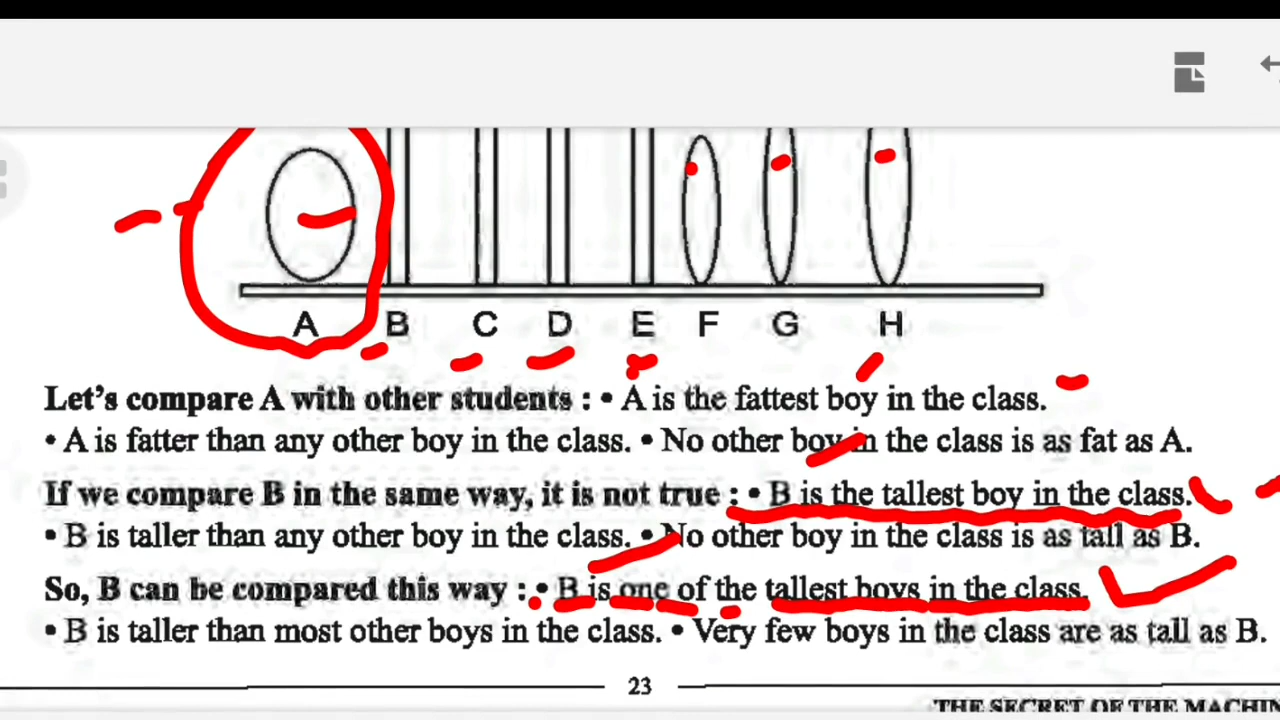 A B C D E F G H
Let's compare A with other students : • A is the fattest boy in the class.
• A is fatter than any other boy in the class. • No other boy in the class is as fat as A.
If we compare B in the same way, it is not true : • B is the tallest boy in the class.
• B is taller than any other boy in the class. • No other boy in the class is as tall as B.
So, B can be compared this way : • B is one of the tallest boys in the class.
• B is taller than most other boys in the class. • Very few boys in the class are as tall as B.
23
THE SECRET OF THE MACHIN